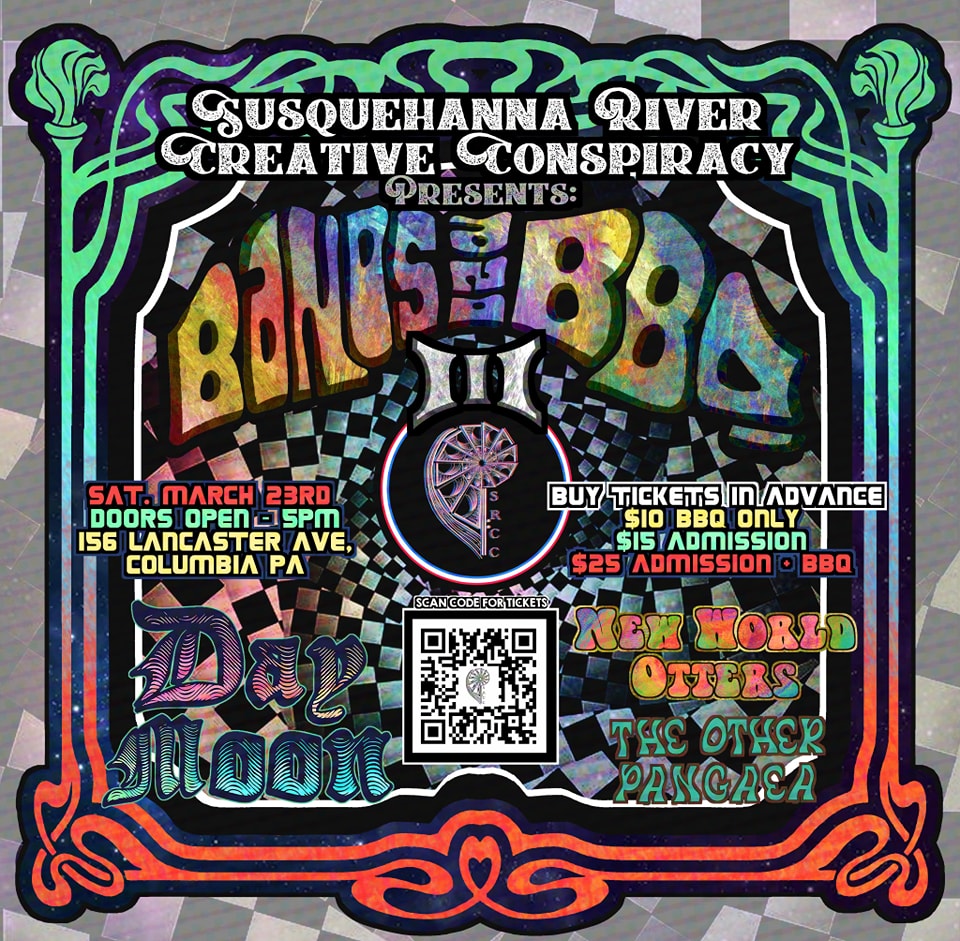 Susquehanna River
Creative Conspiracy
Presents:
Bands and BBQ
II
SRCC
Sat. March 23rd
Doors Open - 5pm
156 Lancaster Ave,
Columbia PA
Buy Tickets in Advance
$10 BBQ Only
$15 Admission
$25 Admission + BBQ
Scan Code for Tickets
Day
Moon
New World
Otters
The Other
Pangaea